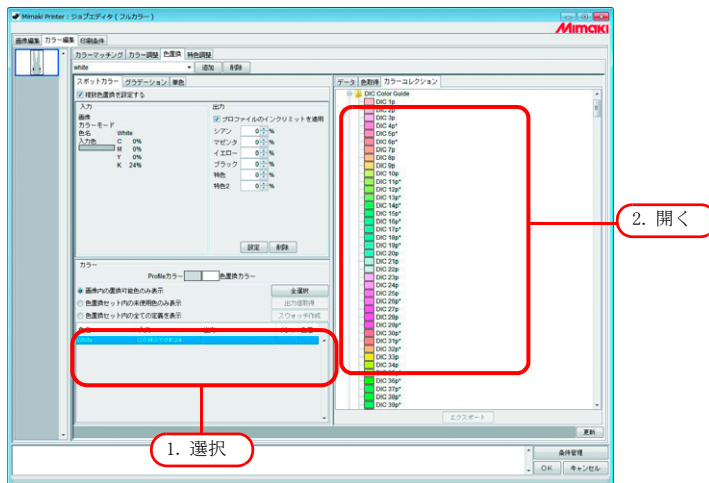 Mimaki Printer : ジョブエディタ ( フルカラー )
Mimaki
画像編集 カラー編集 印刷条件
カラーマッチング カラー調整 色置換 特色調整
white 追加 削除
スポットカラー グラデーション 単色
複数色置換を設定する
入力
画像
カラーモード
色名 White
入力色 C 0%
M 0%
Y 0%
K 24%
出力
プロファイルのインクリミットを適用
シアン 0 %
マゼンタ 0 %
イエロー 0 %
ブラック 0 %
特色 0 %
特色2 0 %
設定 削除
カラー
Profileカラー 色置換カラー
画像内の置換可能色のみ表示 全選択
色置換セット内の未使用色のみ表示 出力値取得
色置換セット内の全ての定義を表示 スウォッチ作成
White
1. 選択
データ 色取得 カラーコレクション
DIC Color Guide
DIC 1p
DIC 2p
DIC 3p
DIC 4p*
DIC 5p*
DIC 6p*
DIC 7p
DIC 8p
DIC 9p
DIC 10p
DIC 11p*
DIC 12p*
DIC 13p*
DIC 14p*
DIC 15p*
DIC 16p*
DIC 17p*
DIC 18p*
DIC 19p*
DIC 20p
DIC 21p
DIC 22p
DIC 23p
DIC 24p
DIC 25p
DIC 26p*
DIC 27p
DIC 28p
DIC 29p*
DIC 30p*
DIC 31p*
DIC 32p*
DIC 33p
DIC 34p
DIC 36p*
DIC 37p*
DIC 38p*
DIC 39p*
2. 開く
エクスポート
更新
条件管理
OK キャンセル